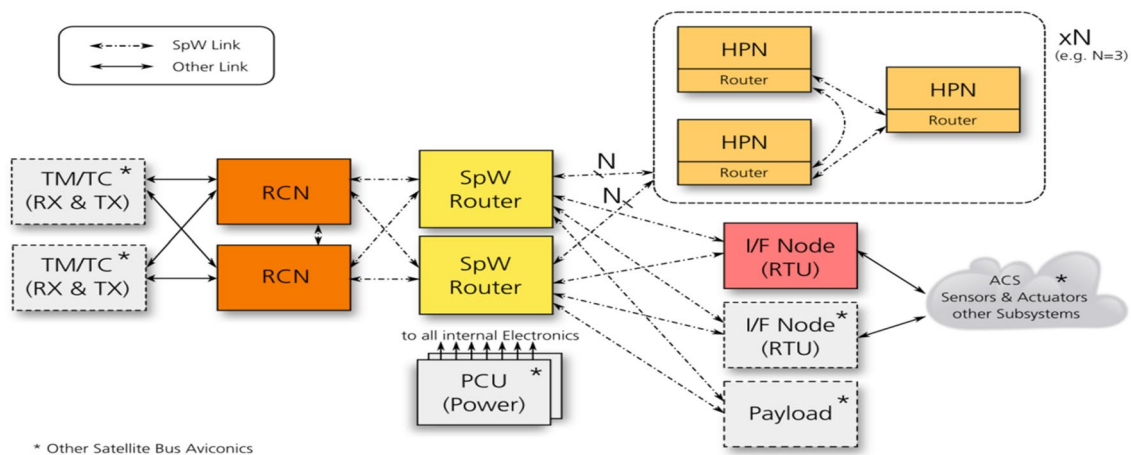 SpW Link
Other Link
TM/TC *
(RX & TX)
TM/TC *
(RX & TX)
RCN
RCN
SpW
Router
SpW
Router
to all internal Electronics
PCU *
(Power)
N
N
HPN
Router
HPN
Router
HPN
Router
xN
(e.g. N=3)
I/F Node
(RTU)
I/F Node *
(RTU)
Payload *
ACS *
Sensors & Actuators
other Subsystems
* Other Satellite Bus Aviconics